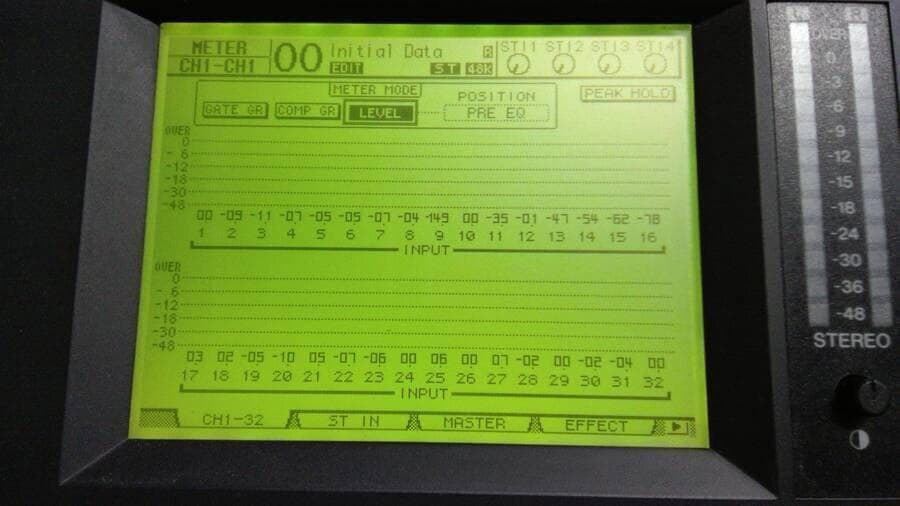 METER
CH1-CH1
00 Initial Data R
EDIT ST 48K
ST1 ST2 ST3 ST4
METER MODE
GATE GR COMP GR LEVEL
POSITION
PRE EQ
PEAK HOLD
OVER
0
-6
-12
-18
-30
-48
00 -09 -11 -07 -05 -05 -07 -04 -149 00 -35 -01 -47 -54 -62 -78
1 2 3 4 5 6 7 8 9 10 11 12 13 14 15 16
INPUT
OVER
0
-6
-12
-18
-30
-48
03 02 -05 -10 05 -07 -06 00 06 00 07 -02 00 -02 -04 00
17 18 19 20 21 22 23 24 25 26 27 28 29 30 31 32
INPUT
CH1-32 ST IN MASTER EFFECT
R
OVER
0
-3
-6
-9
-12
-15
-18
-24
-30
-36
-48
STEREO